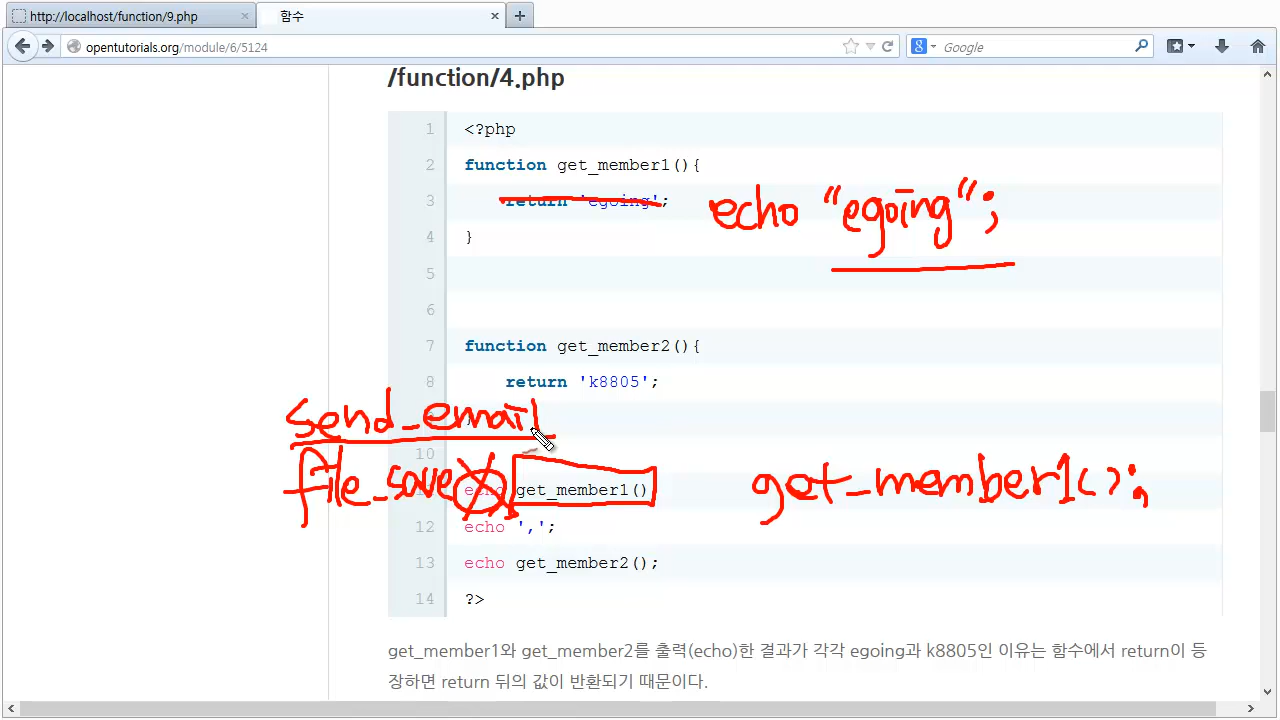 http://localhost/function/9.php × 함수 × +
opentutorials.org/module/6/5124 Google
/function/4.php
1 <?php
2 function get_member1(){
3 return 'egoing'; echo "egoing";
4 }
5
6
7 function get_member2(){
8 return 'k8805';
send_email
9 }
10
file_save
11 echo get_member1() get_member1();
12 echo ',';
13 echo get_member2();
14 ?>
get_member1와 get_member2를 출력(echo)한 결과가 각각 egoing과 k8805인 이유는 함수에서 return이 등
장하면 return 뒤의 값이 반환되기 때문이다.